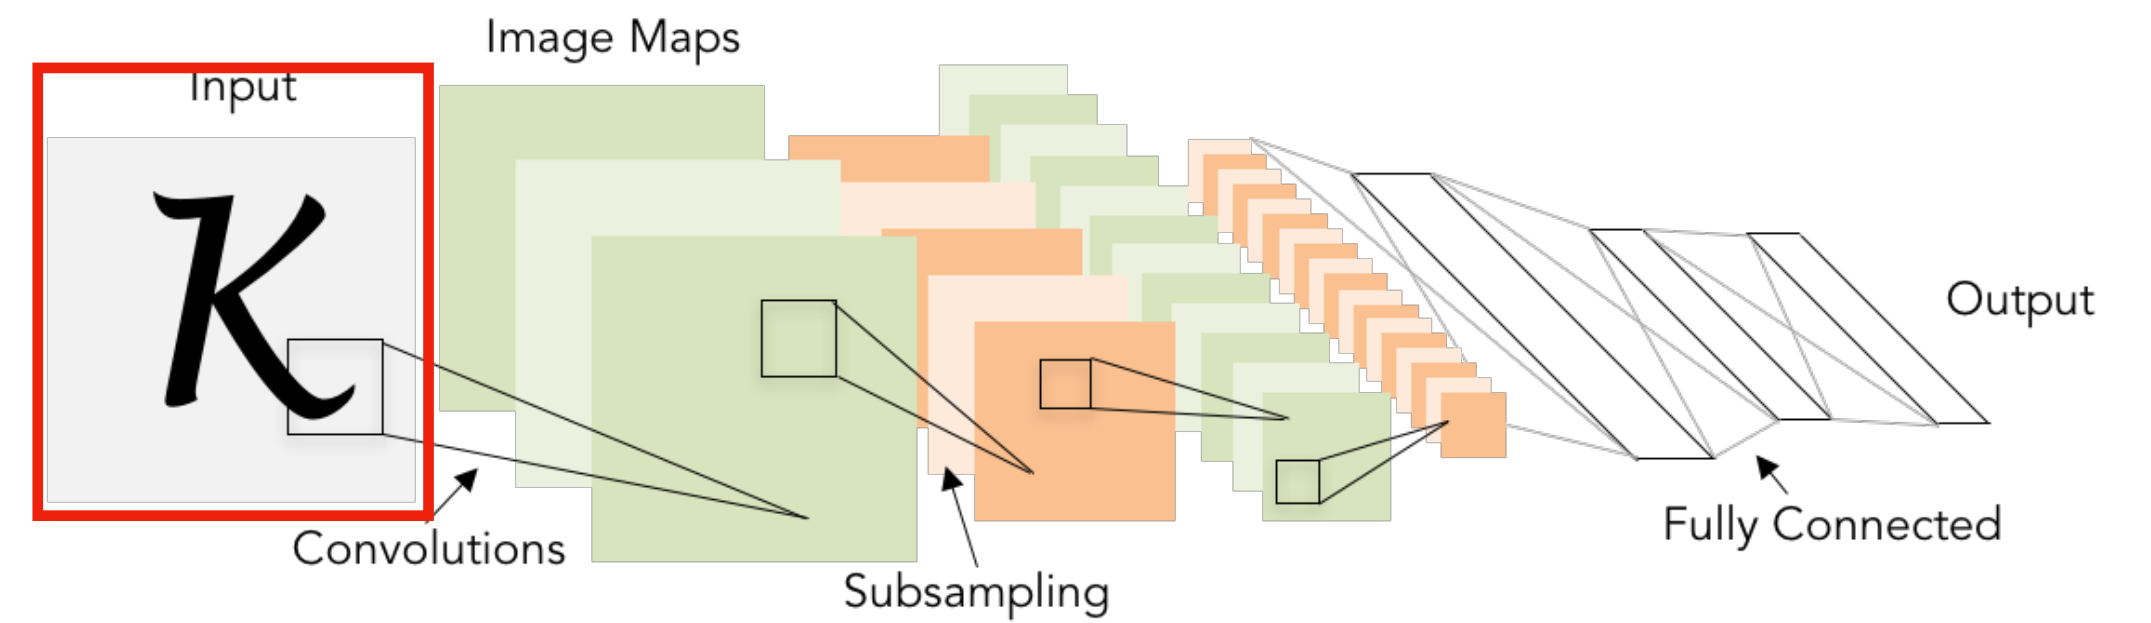 Image Maps
Input
K
Output
Convolutions
Fully Connected
Subsampling